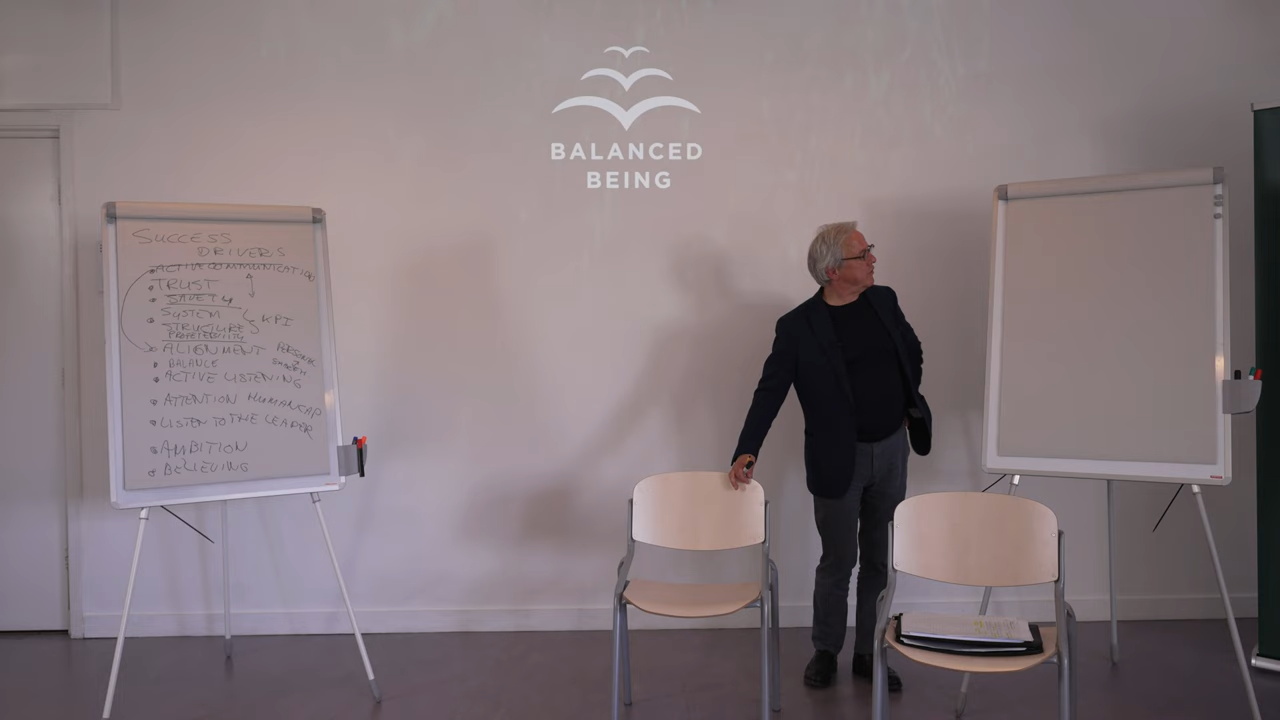 BALANCED
BEING
SUCCESS
DRIVERS
ACTIVE COMMUNICATION
TRUST
SAFETY
SYSTEM
KPI
STRUCTURE
ALIGNMENT
BALANCE
ACTIVE LISTENING
ATTENTION HUMANCAP
LISTEN TO THE LEADER
AMBITION
BELIEVING